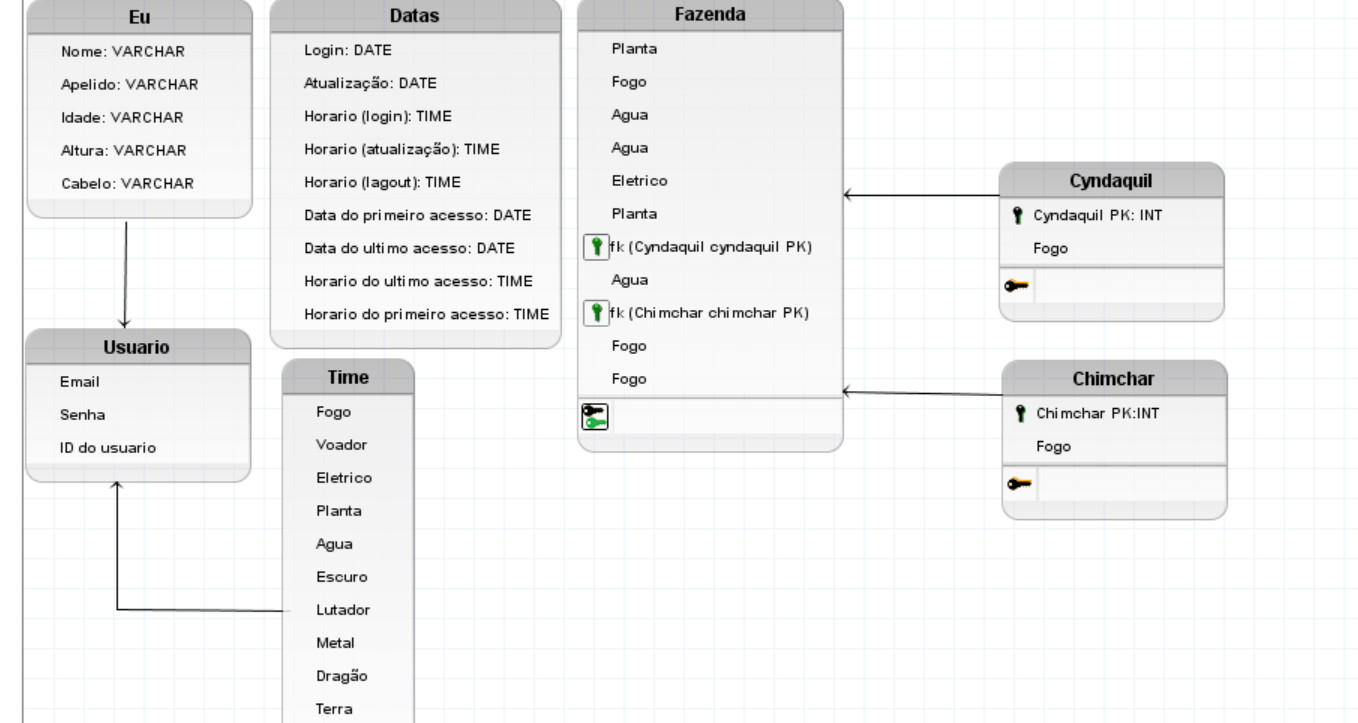 Eu
Nome: VARCHAR
Apelido: VARCHAR
Idade: VARCHAR
Altura: VARCHAR
Cabelo: VARCHAR
Datas
Login: DATE
Atualização: DATE
Horario (login): TIME
Horario (atualização): TIME
Horario (lagout): TIME
Data do primeiro acesso: DATE
Data do ultimo acesso: DATE
Horario do ultimo acesso: TIME
Horario do primeiro acesso: TIME
Fazenda
Planta
Fogo
Agua
Agua
Eletrico
Planta
fk (Cyndaquil cyndaquil PK)
Agua
fk (Chimchar chimchar PK)
Fogo
Fogo
Cyndaquil
Cyndaquil PK: INT
Fogo
Chimchar
Chimchar PK:INT
Fogo
Usuario
Email
Senha
ID do usuario
Time
Fogo
Voador
Eletrico
Planta
Agua
Escuro
Lutador
Metal
Dragão
Terra